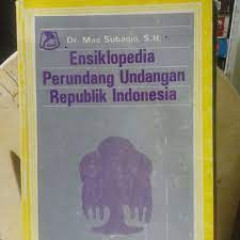 Dr. Mas Subagio, S.H.
Ensiklopedia
Perundang Undangan
Republik Indonesia